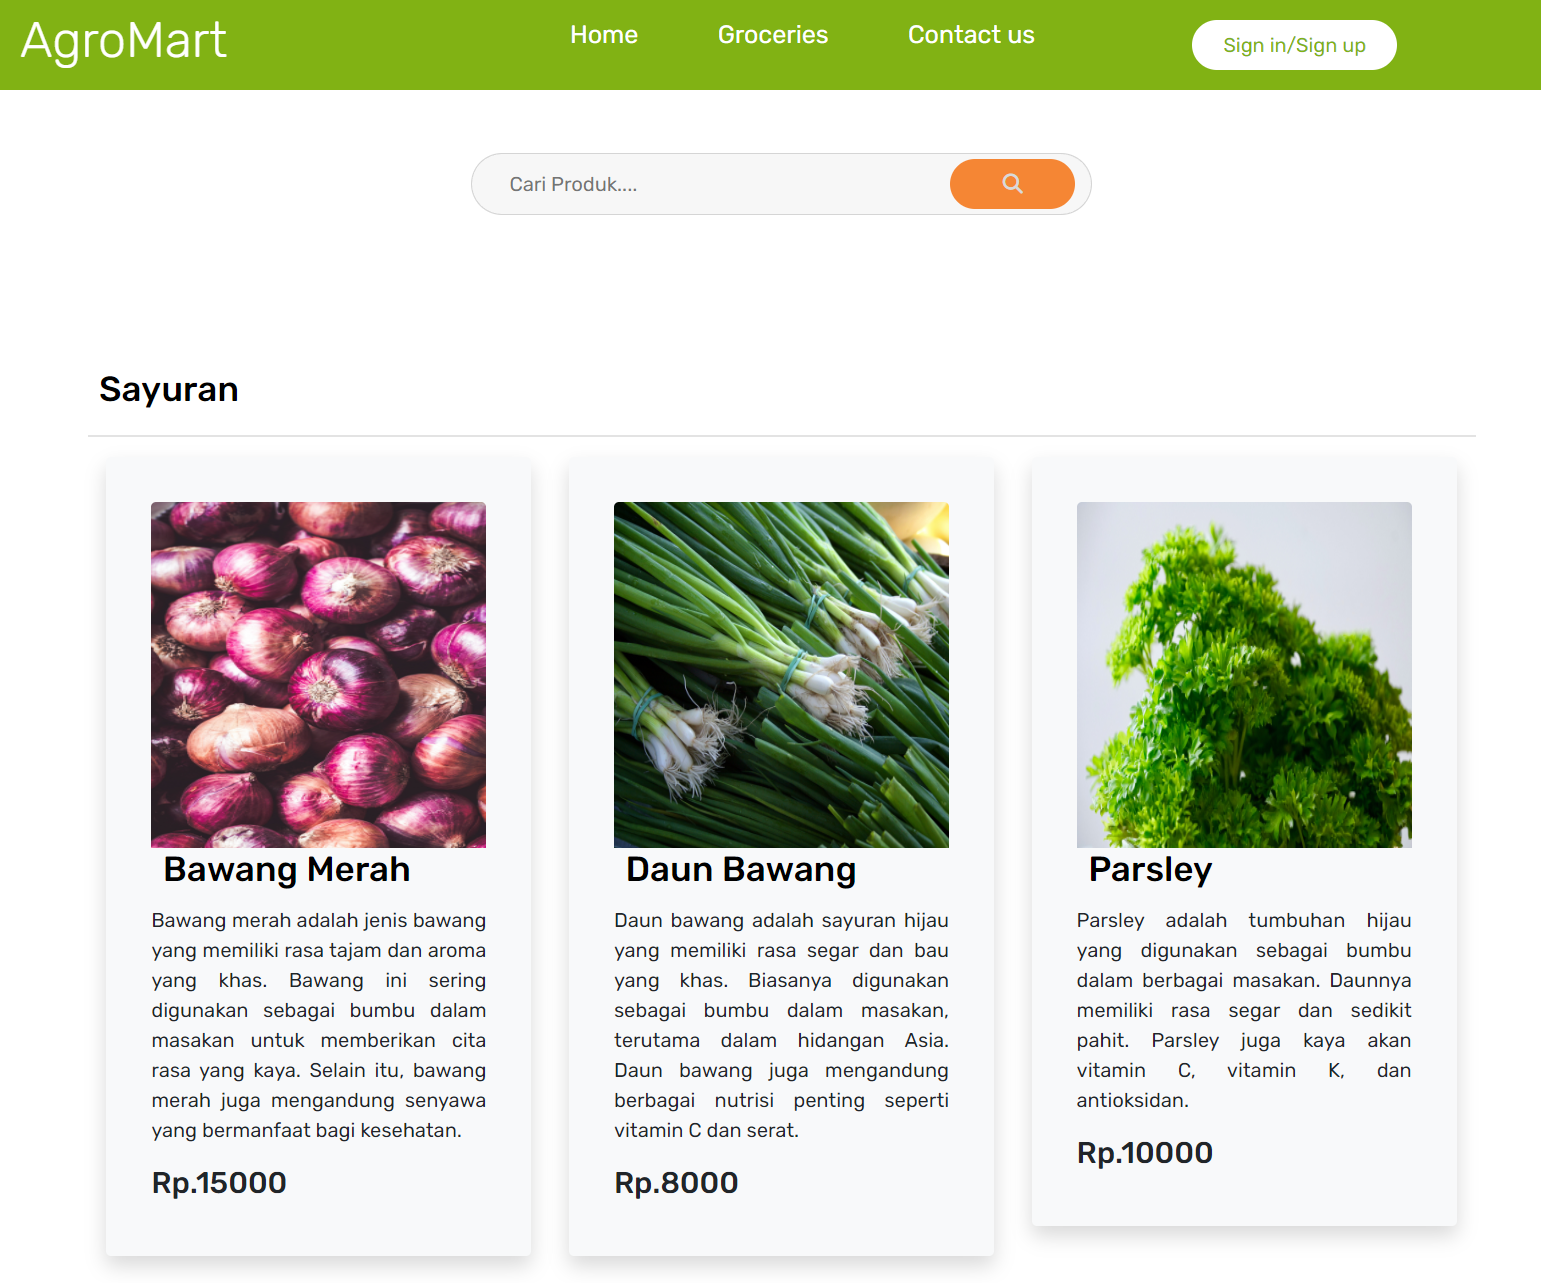 AgroMart
Home
Groceries
Contact us
Sign in/Sign up
Cari Produk....
Sayuran
Bawang Merah
Bawang merah adalah jenis bawang
yang memiliki rasa tajam dan aroma
yang khas. Bawang ini sering
digunakan sebagai bumbu dalam
masakan untuk memberikan cita
rasa yang kaya. Selain itu, bawang
merah juga mengandung senyawa
yang bermanfaat bagi kesehatan.
Rp.15000
Daun Bawang
Daun bawang adalah sayuran hijau
yang memiliki rasa segar dan bau
yang khas. Biasanya digunakan
sebagai bumbu dalam masakan,
terutama dalam hidangan Asia.
Daun bawang juga mengandung
berbagai nutrisi penting seperti
vitamin C dan serat.
Rp.8000
Parsley
Parsley adalah tumbuhan hijau
yang digunakan sebagai bumbu
dalam berbagai masakan. Daunnya
memiliki rasa segar dan sedikit
pahit. Parsley juga kaya akan
vitamin C, vitamin K, dan
antioksidan.
Rp.10000